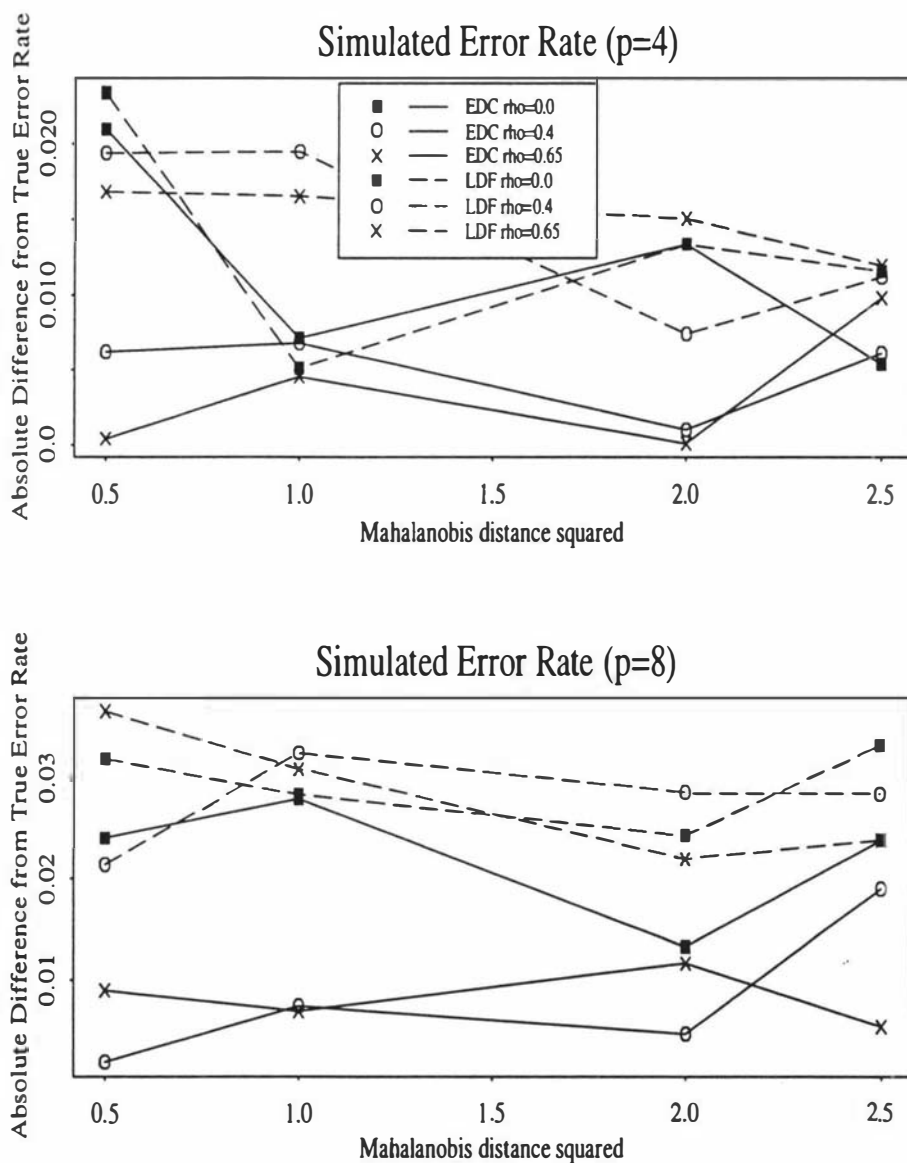 Simulated Error Rate (p=4)
Absolute Difference from True Error Rate
0.020
0.010
0.0
EDC rho=0.0
EDC rho=0.4
EDC rho=0.65
LDF rho=0.0
LDF rho=0.4
LDF rho=0.65
0.5 1.0 1.5 2.0 2.5
Mahalanobis distance squared
Simulated Error Rate (p=8)
Absolute Difference from True Error Rate
0.03
0.02
0.01
0.5 1.0 1.5 2.0 2.5
Mahalanobis distance squared